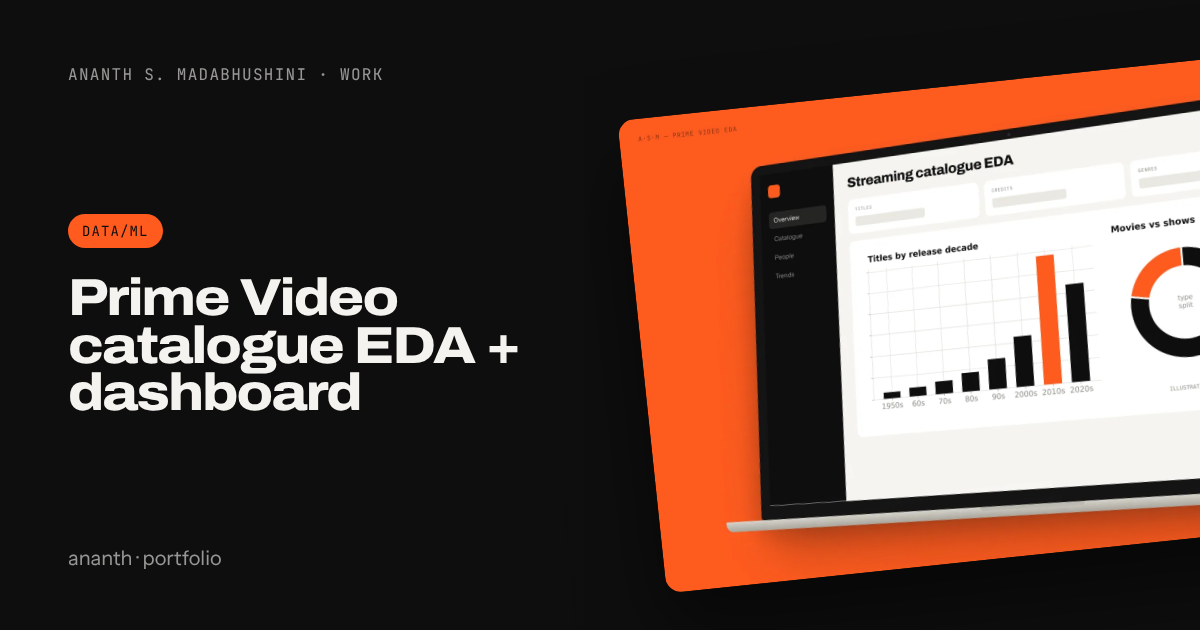 ANANTH S. MADABHUSHINI · WORK
DATA/ML
Prime Video
catalogue EDA +
dashboard
ananth·portfolio
A·S·M — PRIME VIDEO EDA
Streaming catalogue EDA
Overview
Catalogue
People
Trends
TITLES
CREDITS
GENRES
Titles by release decade
1950s 60s 70s 80s 90s 2000s 2010s 2020s
Movies vs shows
type
split
ILLUSTRAT